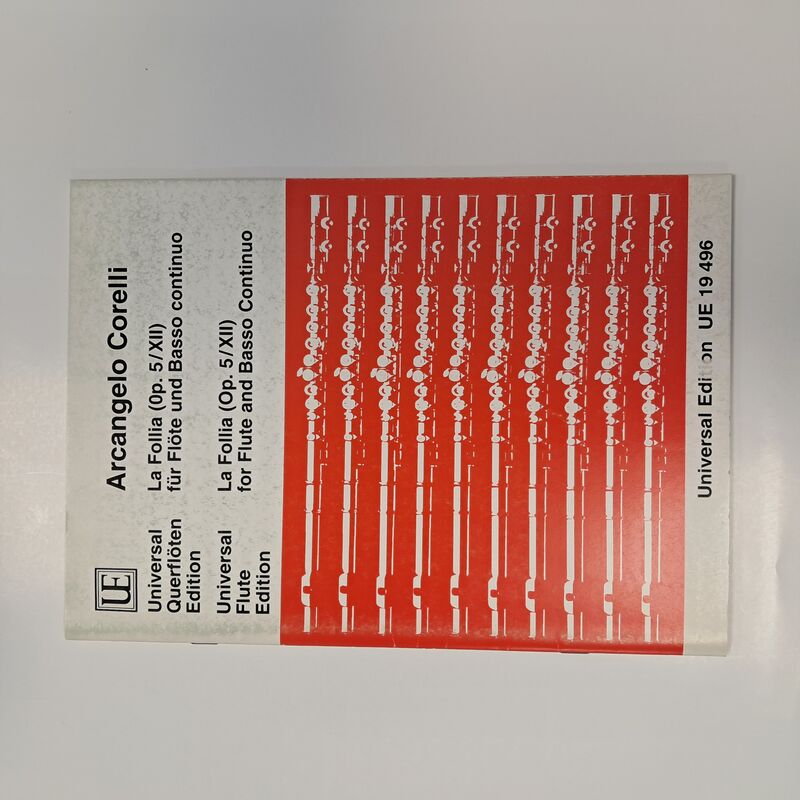 Arcangelo Corelli
UE
Universal
Querflöten
Edition
La Follia (Op. 5/XII)
für Flöte und Basso continuo
Universal
Flute
Edition
La Follia (Op. 5/XII)
for Flute and Basso Continuo
Universal Edition UE 19 496